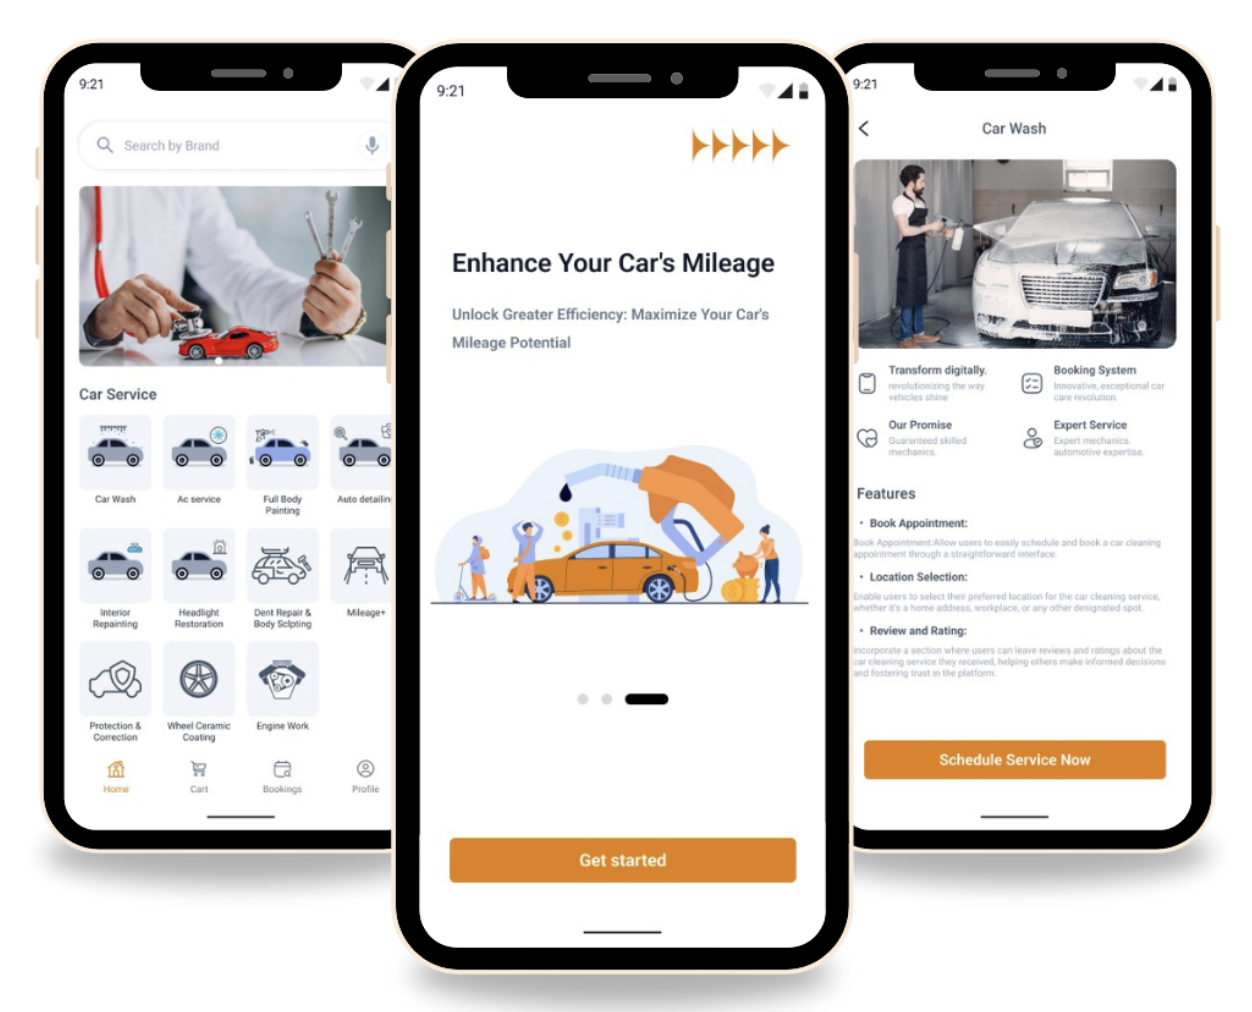 9:21
Search by Brand
Car Service
Car Wash
Ac service
Full Body
Painting
Auto detailing
Interior
Repainting
Headlight
Restoration
Dent Repair &
Body Sclpting
Mileage+
Protection &
Correction
Wheel Ceramic
Coating
Engine Work
Home
Cart
Bookings
Profile
9:21
Enhance Your Car's Mileage
Unlock Greater Efficiency: Maximize Your Car's
Mileage Potential
Get started
9:21
Car Wash
Transform digitally.
revolutionizing the way
vehicles shine
Booking System
Innovative, exceptional car
care revolution.
Our Promise
Guaranteed skilled
mechanics.
Expert Service
Expert mechanics.
automotive expertise.
Features
• Book Appointment:
Book Appointment:Allow users to easily schedule and book a car cleaning
appointment through a straightforward interface.
• Location Selection:
Enable users to select their preferred location for the car cleaning service,
whether it's a home address, workplace, or any other designated spot.
• Review and Rating:
Incorporate a section where users can leave reviews and ratings about the
car cleaning service they received, helping others make informed decisions
and fostering trust in the platform.
Schedule Service Now